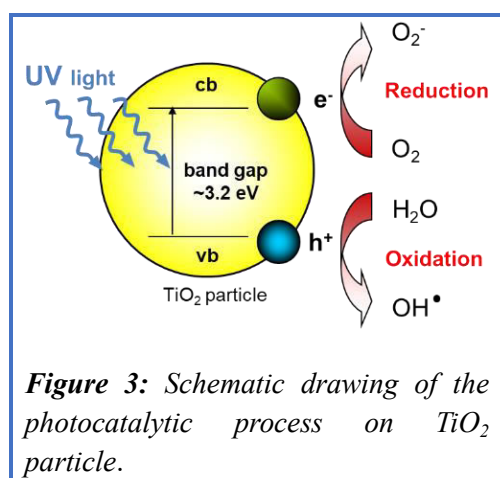 UV light
cb
e⁻
O₂⁻
Reduction
O₂
band gap
~3.2 eV
H₂O
vb
h⁺
Oxidation
TiO₂ particle
OH•
Figure 3: Schematic drawing of the
photocatalytic process on TiO₂
particle.